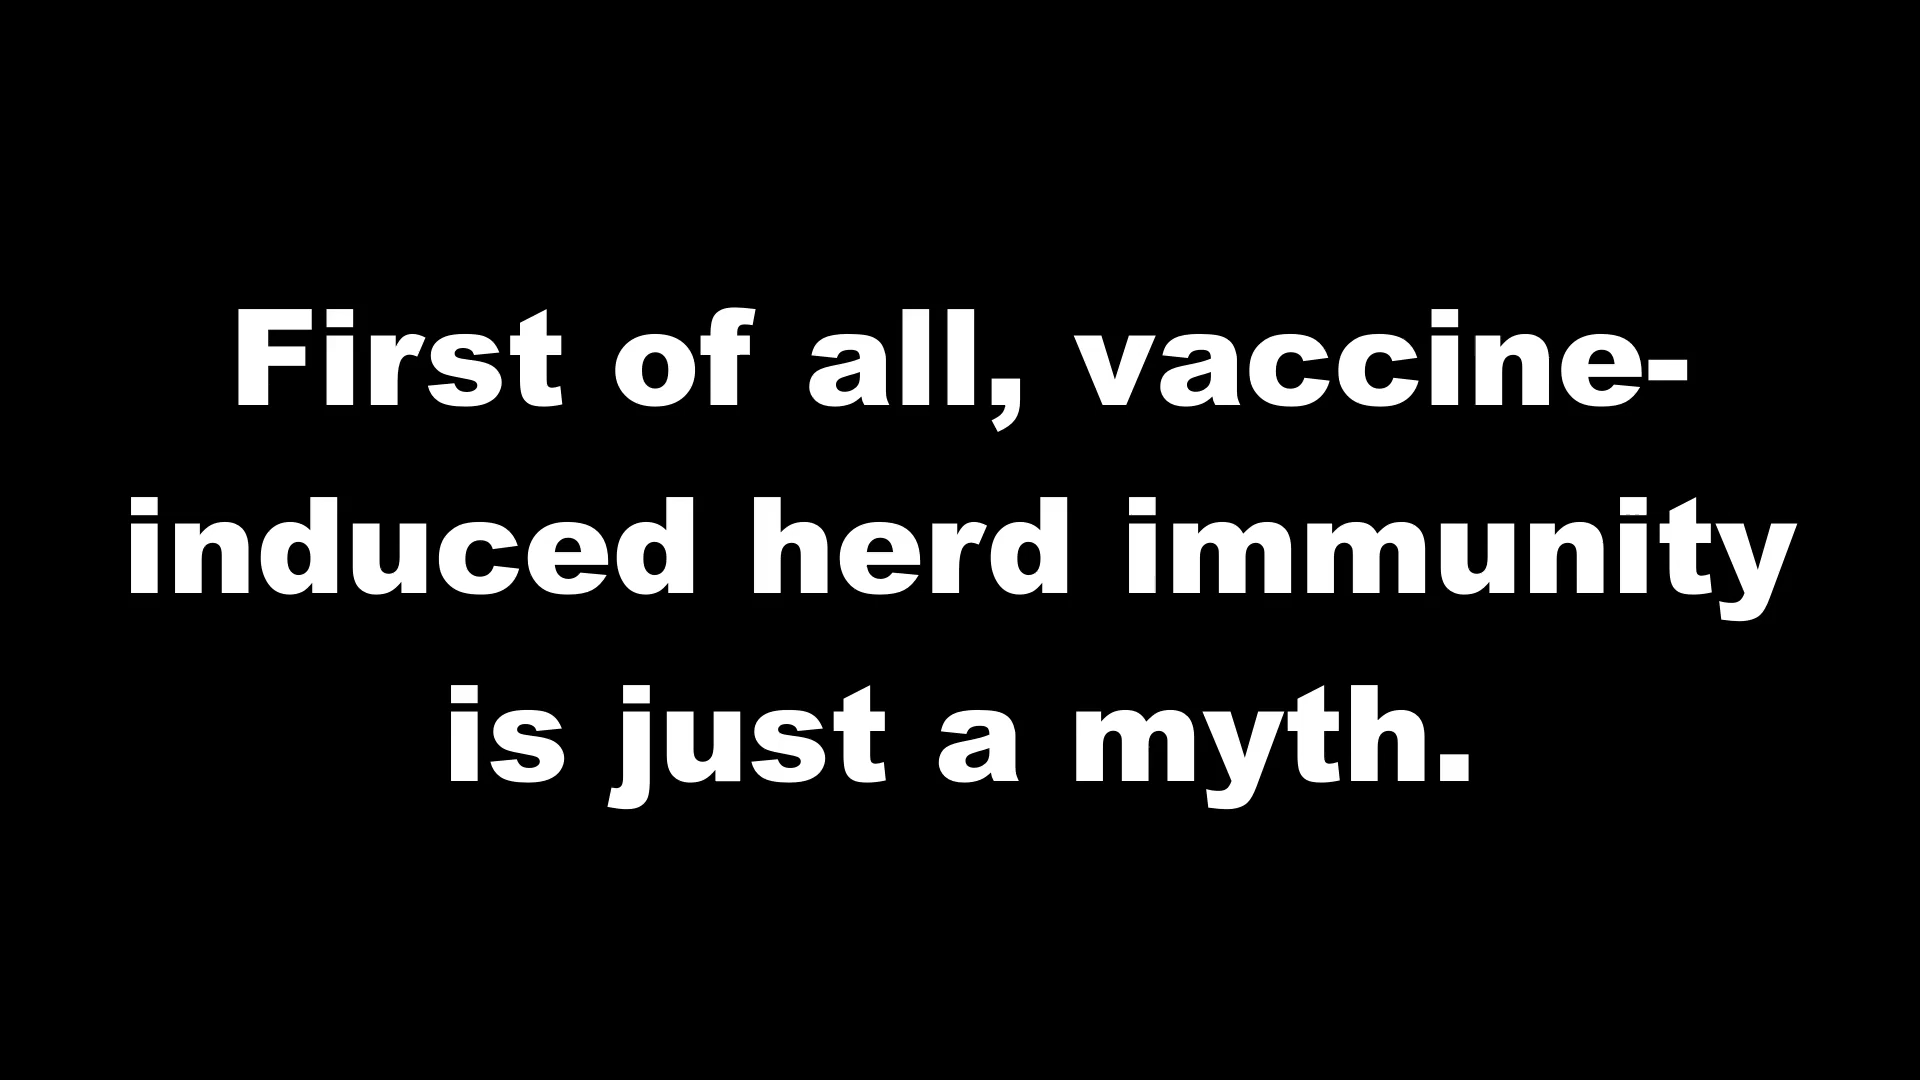 First of all, vaccine-
induced herd immunity
is just a myth.